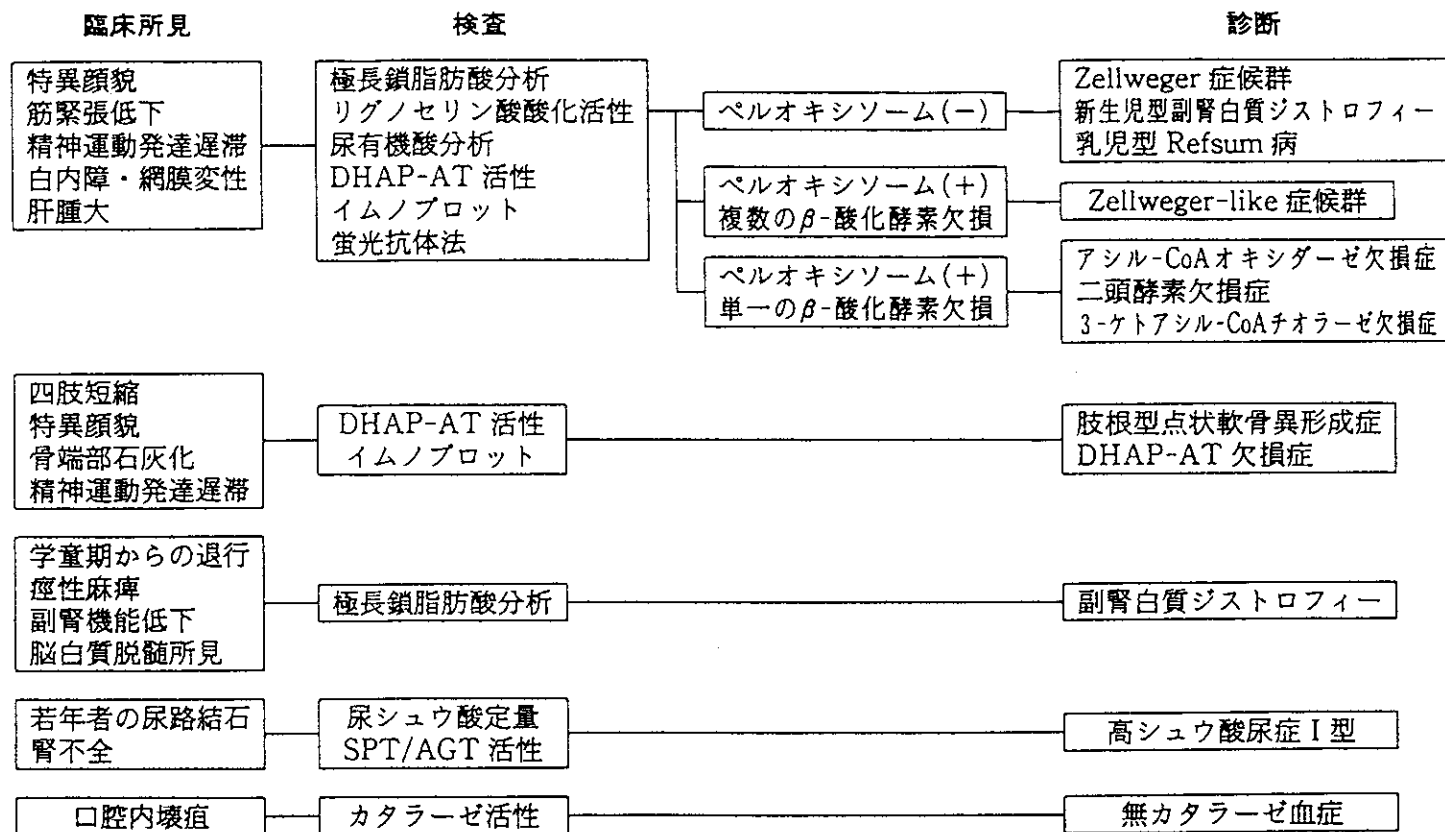 臨床所見
検査
診断
特異顔貌
筋緊張低下
精神運動発達遅滞
白内障・網膜変性
肝腫大
極長鎖脂肪酸分析
リグノセリン酸酸化活性
尿有機酸分析
DHAP-AT 活性
イムノブロット
蛍光抗体法
ペルオキシソーム(−)
Zellweger 症候群
新生児型副腎白質ジストロフィー
乳児型 Refsum 病
ペルオキシソーム(+)
複数のβ-酸化酵素欠損
Zellweger-like 症候群
ペルオキシソーム(+)
単一のβ-酸化酵素欠損
アシル-CoAオキシダーゼ欠損症
二頭酵素欠損症
3-ケトアシル-CoAチオラーゼ欠損症
四肢短縮
特異顔貌
骨端部石灰化
精神運動発達遅滞
DHAP-AT 活性
イムノブロット
肢根型点状軟骨異形成症
DHAP-AT 欠損症
学童期からの退行
痙性麻痺
副腎機能低下
脳白質脱髄所見
極長鎖脂肪酸分析
副腎白質ジストロフィー
若年者の尿路結石
腎不全
尿シュウ酸定量
SPT/AGT 活性
高シュウ酸尿症 I 型
口腔内壊疽
カタラーゼ活性
無カタラーゼ血症